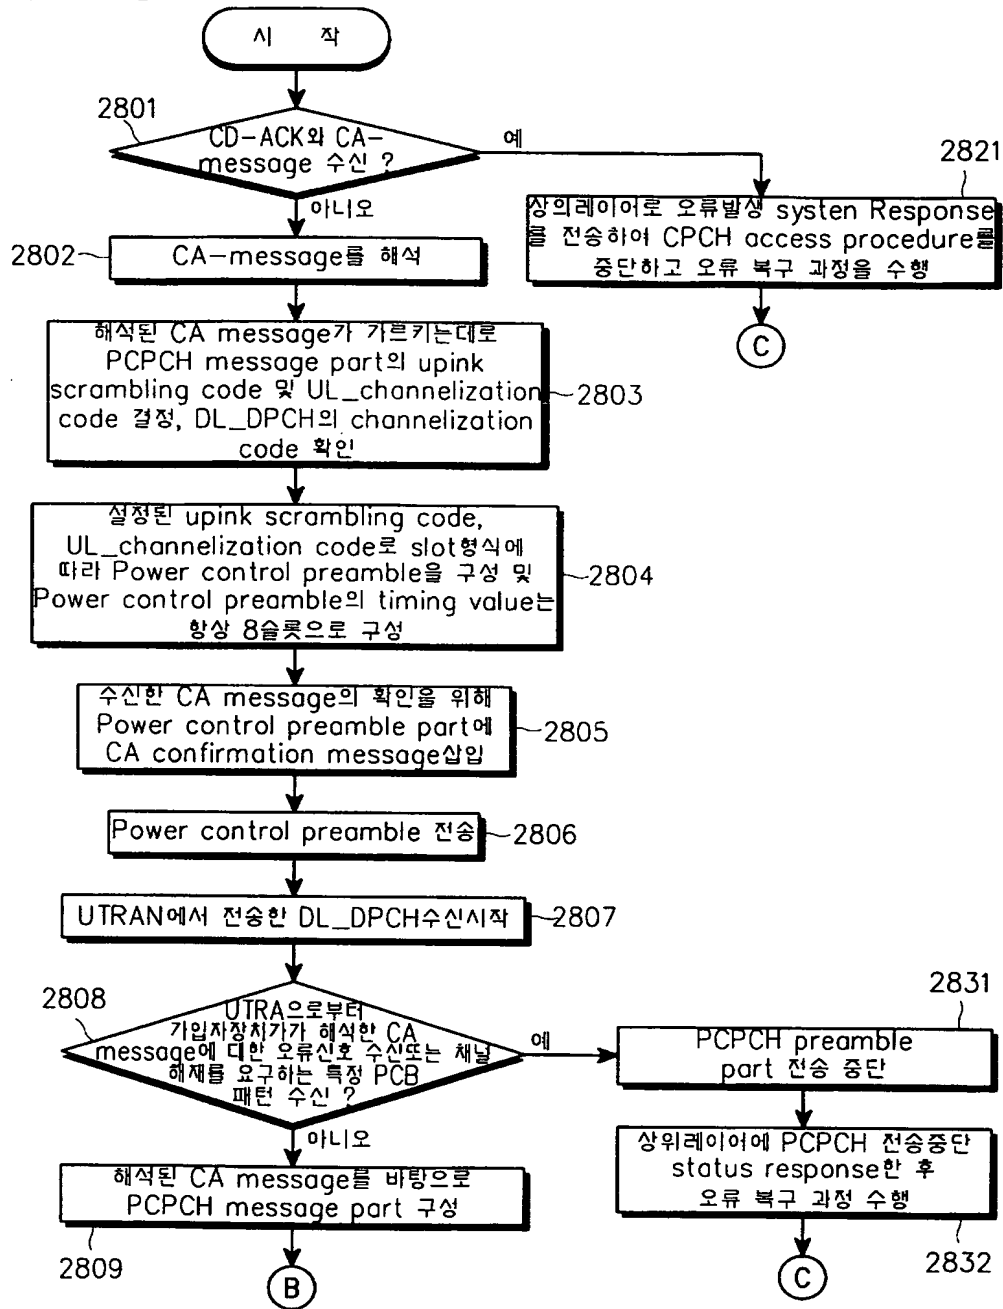 시 작
2801
CD-ACK와 CA-
message 수신 ?
예
아니오
2821
상의레이어로 오류발생 systen Response
를 전송하여 CPCH access procedure를
중단하고 오류 복구 과정을 수행
C
2802
CA-message를 해석
해석된 CA message가 가르키는대로
PCPCH message part의 upink
scrambling code 및 UL_channelization
code 결정, DL_DPCH의 channelization
code 확인
2803
설정된 upink scrambling code,
UL_channelization code로 slot형식에
따라 Power control preamble을 구성 및
Power control preamble의 timing value는
항상 8슬롯으로 구성
2804
수신한 CA message의 확인을 위해
Power control preamble part에
CA confirmation message삽입
2805
Power control preamble 전송
2806
UTRAN에서 전송한 DL_DPCH수신시작
2807
2808
UTRA으로부터
가입자장치가가 해석한 CA
message에 대한 오류신호 수신또는 채널
해재를 요구하는 특정 PCB
패턴 수신 ?
예
아니오
2831
PCPCH preamble
part 전송 중단
상위레이어에 PCPCH 전송중단
status response한 후
오류 복구 과정 수행
2832
C
해석된 CA message를 바탕으로
PCPCH message part 구성
2809
B